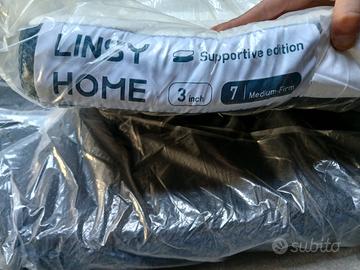 LINSY
HOME
Supportive edition
3 inch
7 Medium-Firm
subito